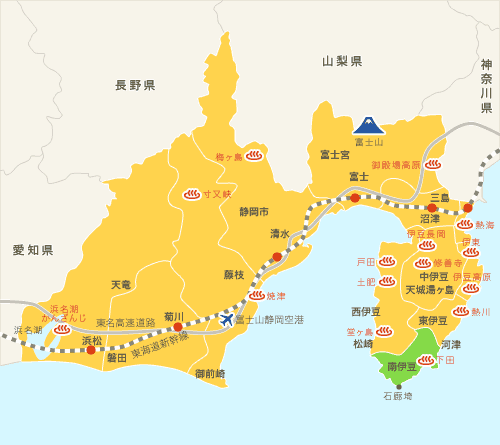 長野県
山梨県
神奈川県
富士山
富士宮
御殿場高原
梅ヶ島
富士
三島
寸又峡
静岡市
沼津
熱海
清水
伊豆長岡
伊東
愛知県
戸田
修善寺
藤枝
中伊豆
伊豆高原
土肥
天城湯ヶ島
天竜
焼津
西伊豆
熱川
浜名湖
かんざんじ
菊川
東名高速道路
富士山静岡空港
東伊豆
浜名湖
浜松
堂ヶ島
松崎
河津
磐田
東海道新幹線
下田
南伊豆
御前崎
石廊埼